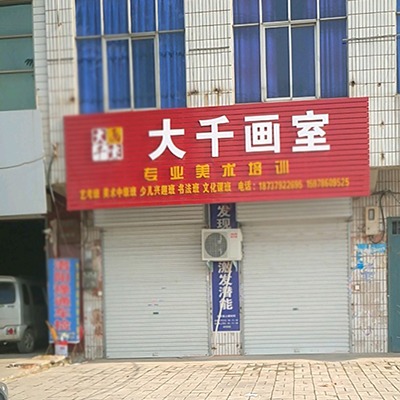 大千画室
专业美术培训
艺考班 美术中招班 少儿兴趣班 书法班 文化课班 电话:18737922695 15878608525
发现
激发潜能